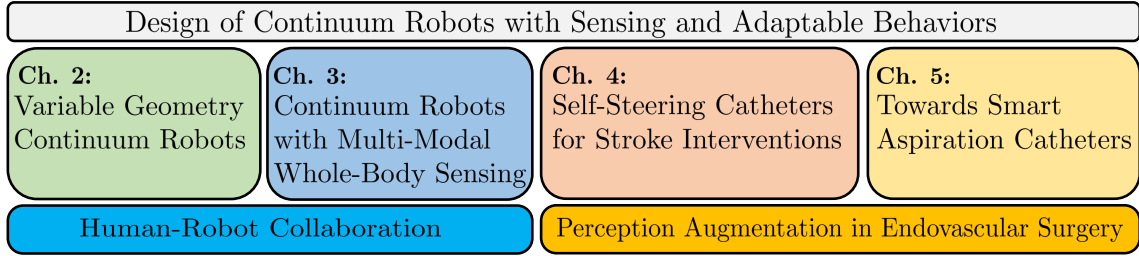 Design of Continuum Robots with Sensing and Adaptable Behaviors
Ch. 2:
Variable Geometry
Continuum Robots
Ch. 3:
Continuum Robots
with Multi-Modal
Whole-Body Sensing
Ch. 4:
Self-Steering Catheters
for Stroke Interventions
Ch. 5:
Towards Smart
Aspiration Catheters
Human-Robot Collaboration
Perception Augmentation in Endovascular Surgery